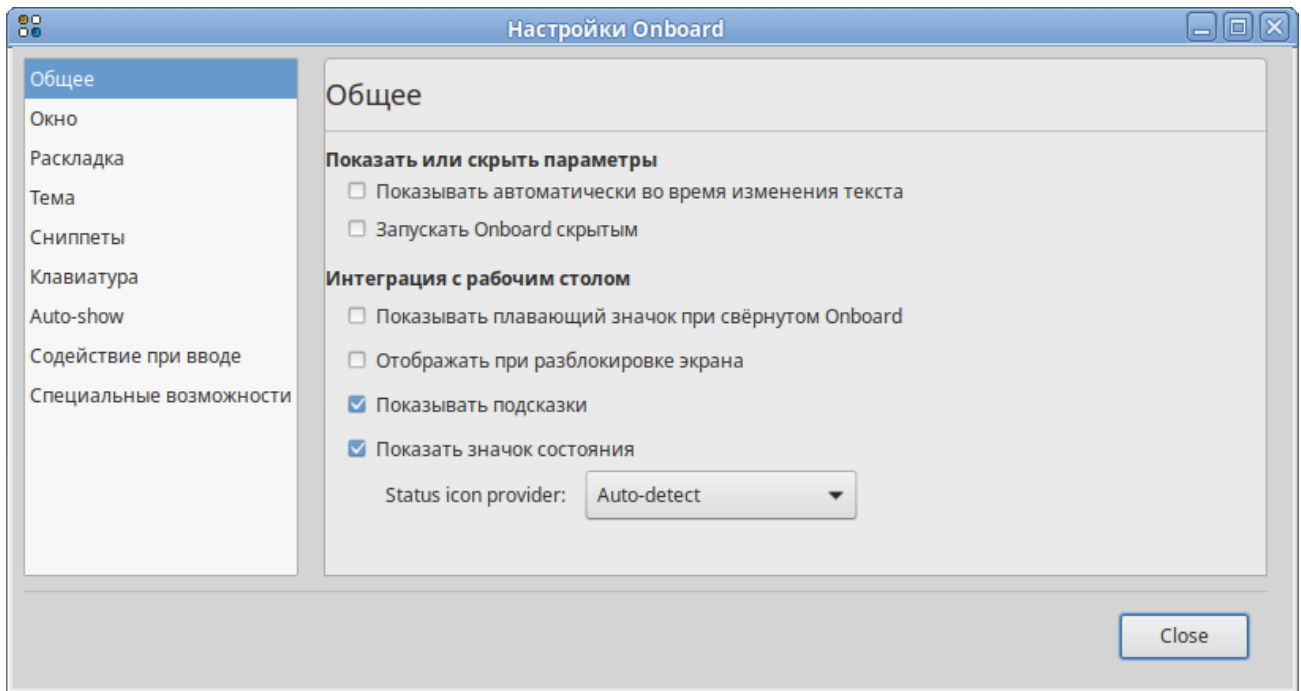 Настройки Onboard
Общее
Окно
Раскладка
Тема
Сниппеты
Клавиатура
Auto-show
Содействие при вводе
Специальные возможности
Общее
Показать или скрыть параметры
Показывать автоматически во время изменения текста
Запускать Onboard скрытым
Интеграция с рабочим столом
Показывать плавающий значок при свёрнутом Onboard
Отображать при разблокировке экрана
Показывать подсказки
Показать значок состояния
Status icon provider: Auto-detect
Close